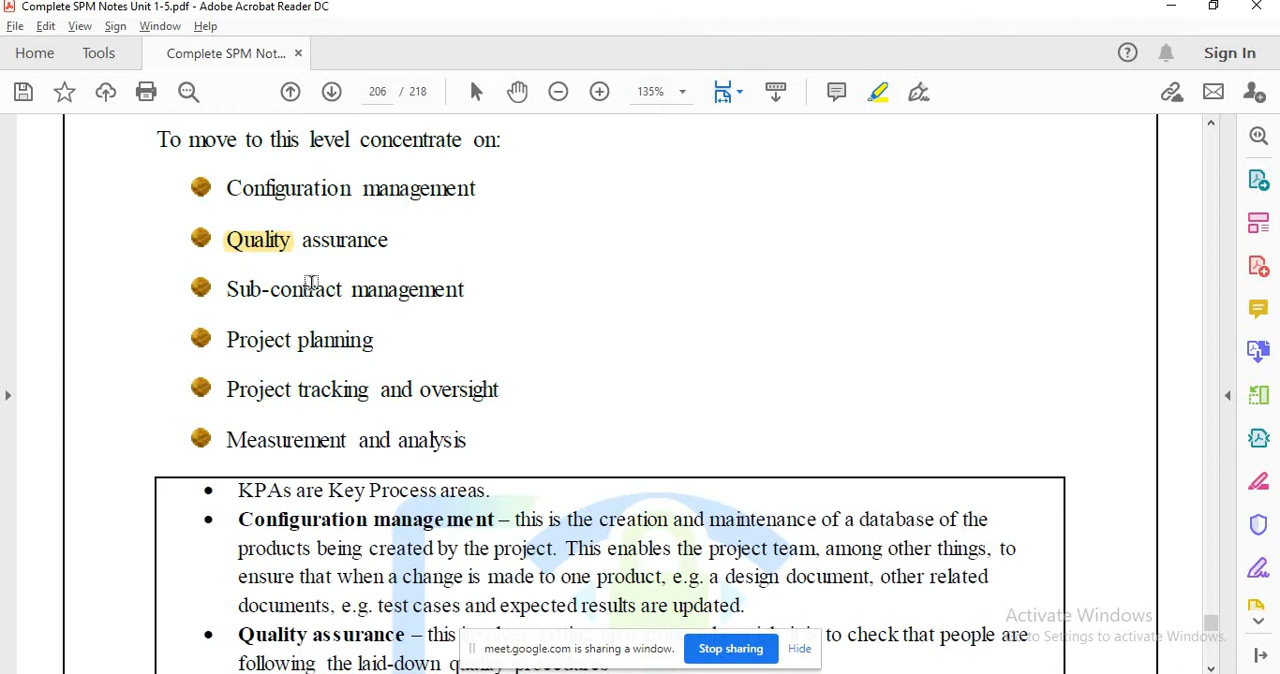 Complete SPM Notes Unit 1-5.pdf - Adobe Acrobat Reader DC
File Edit View Sign Window Help
Home Tools Complete SPM Not... × Sign In
206 / 218 135%
To move to this level concentrate on:
Configuration management
Quality assurance
Sub-contract management
Project planning
Project tracking and oversight
Measurement and analysis
• KPAs are Key Process areas.
• Configuration management – this is the creation and maintenance of a database of the
products being created by the project. This enables the project team, among other things, to
ensure that when a change is made to one product, e.g. a design document, other related
documents, e.g. test cases and expected results are updated.
• Quality assurance – this to check that people are
following the laid-down quality procedures
Activate Windows
Go to Settings to activate Windows.
meet.google.com is sharing a window. Stop sharing Hide